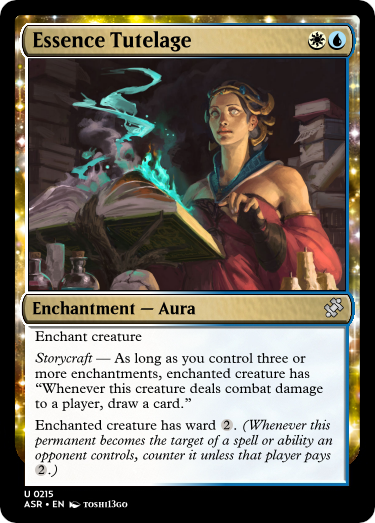 Essence Tutelage
Enchantment — Aura
Enchant creature
Storycraft — As long as you control three or
more enchantments, enchanted creature has
“Whenever this creature deals combat damage
to a player, draw a card.”
Enchanted creature has ward 2. (Whenever this
permanent becomes the target of a spell or ability an
opponent controls, counter it unless that player pays
2.)
U 0215
ASR • EN TOSHI13GO